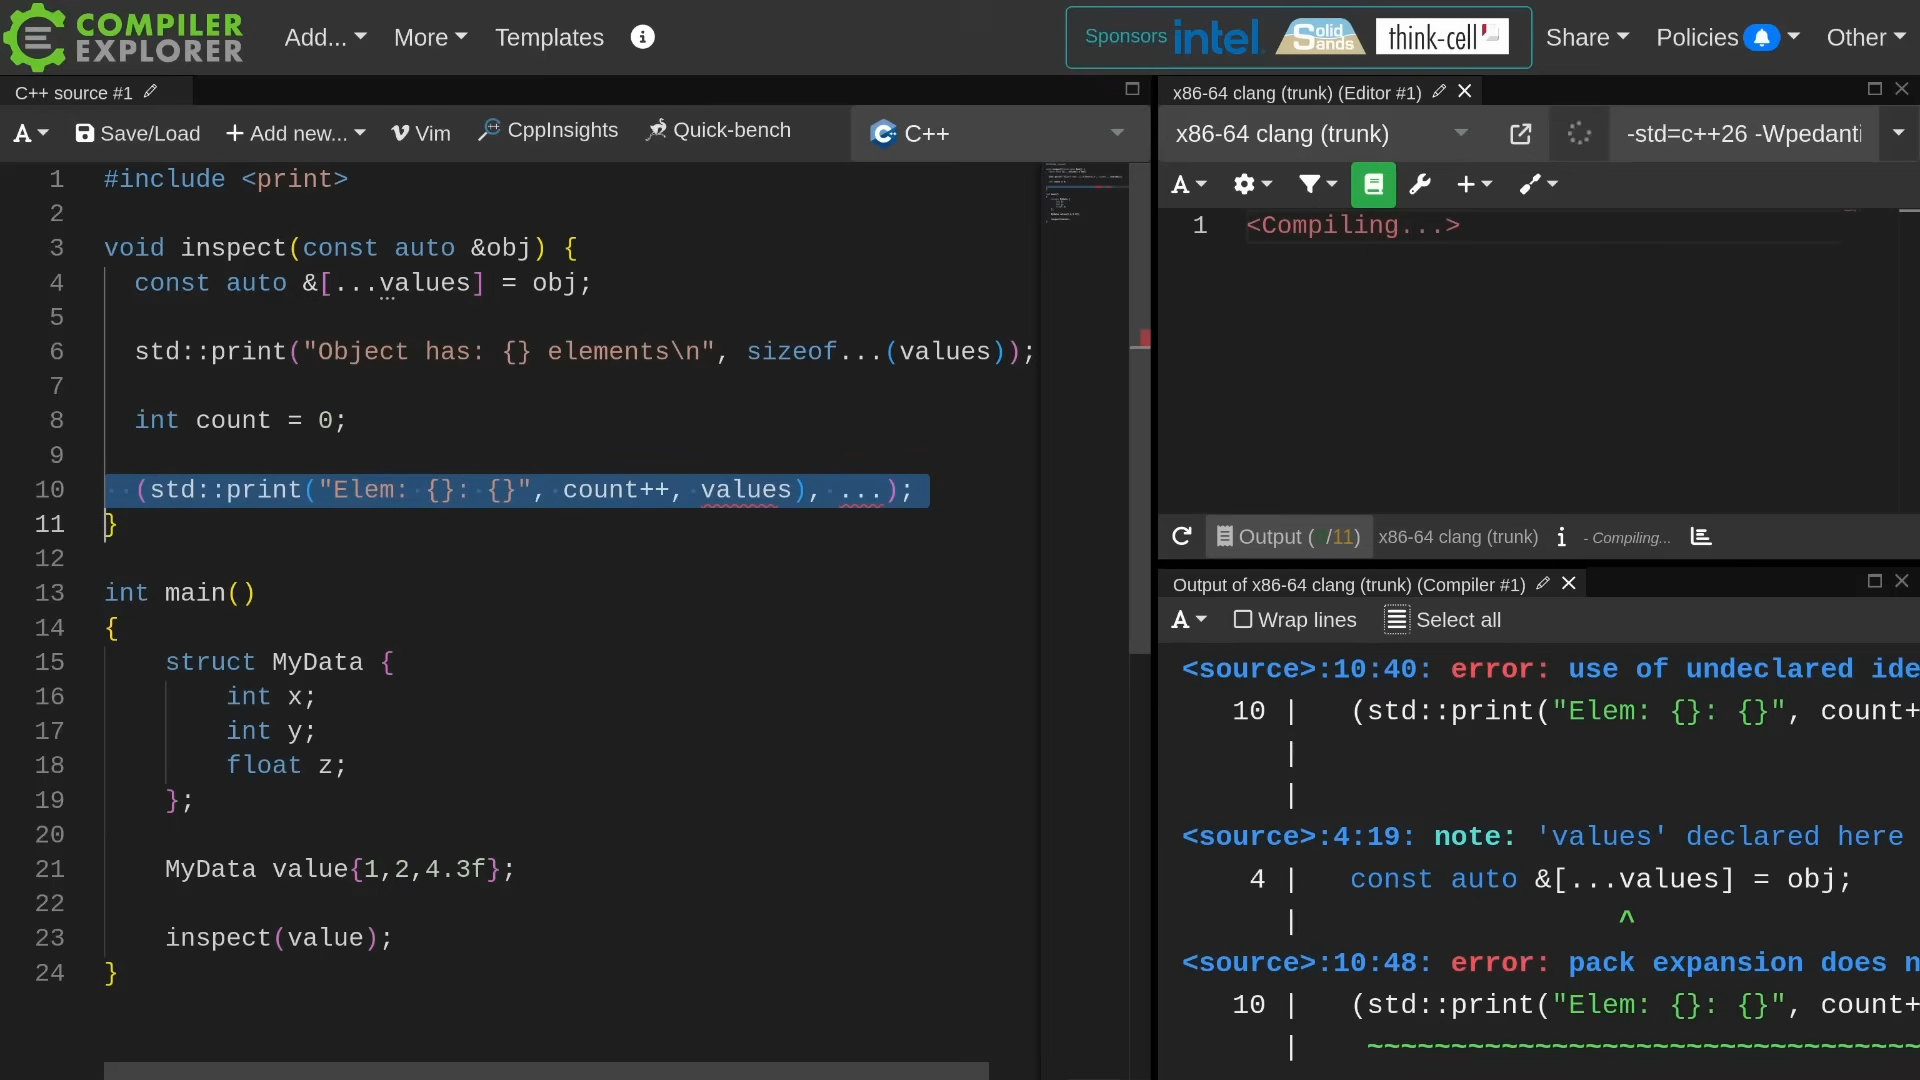 COMPILER
EXPLORER
Add...
More
Templates
Sponsors
intel
Solid
Sands
think-cell
Share
Policies
Other
C++ source #1
A
Save/Load
Add new...
Vim
CppInsights
Quick-bench
C++
1 #include <print>
2
3 void inspect(const auto &obj) {
4 const auto &[...values] = obj;
5
6 std::print("Object has: {} elements\n", sizeof...(values));
7
8 int count = 0;
9
10 (std::print("Elem: {}: {}", count++, values), ...);
11 }
12
13 int main()
14 {
15 struct MyData {
16 int x;
17 int y;
18 float z;
19 };
20
21 MyData value{1,2,4.3f};
22
23 inspect(value);
24 }
x86-64 clang (trunk) (Editor #1)
x86-64 clang (trunk)
-std=c++26 -Wpedanti
A
1 <Compiling...>
Output ( /11)
x86-64 clang (trunk)
- Compiling...
Output of x86-64 clang (trunk) (Compiler #1)
A
Wrap lines
Select all
<source>:10:40: error: use of undeclared ide
10 | (std::print("Elem: {}: {}", count+
|
|
<source>:4:19: note: 'values' declared here
4 | const auto &[...values] = obj;
| ^
<source>:10:48: error: pack expansion does n
10 | (std::print("Elem: {}: {}", count+
| ~~~~~~~~~~~~~~~~~~~~~~~~~~~~~~~~~